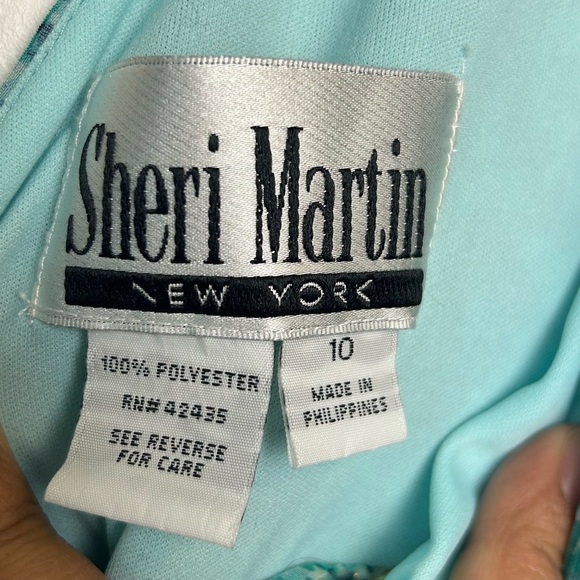 Sheri Martin
NEW YORK
100% POLYESTER
RN# 42435
SEE REVERSE
FOR CARE
10
MADE IN
PHILIPPINES